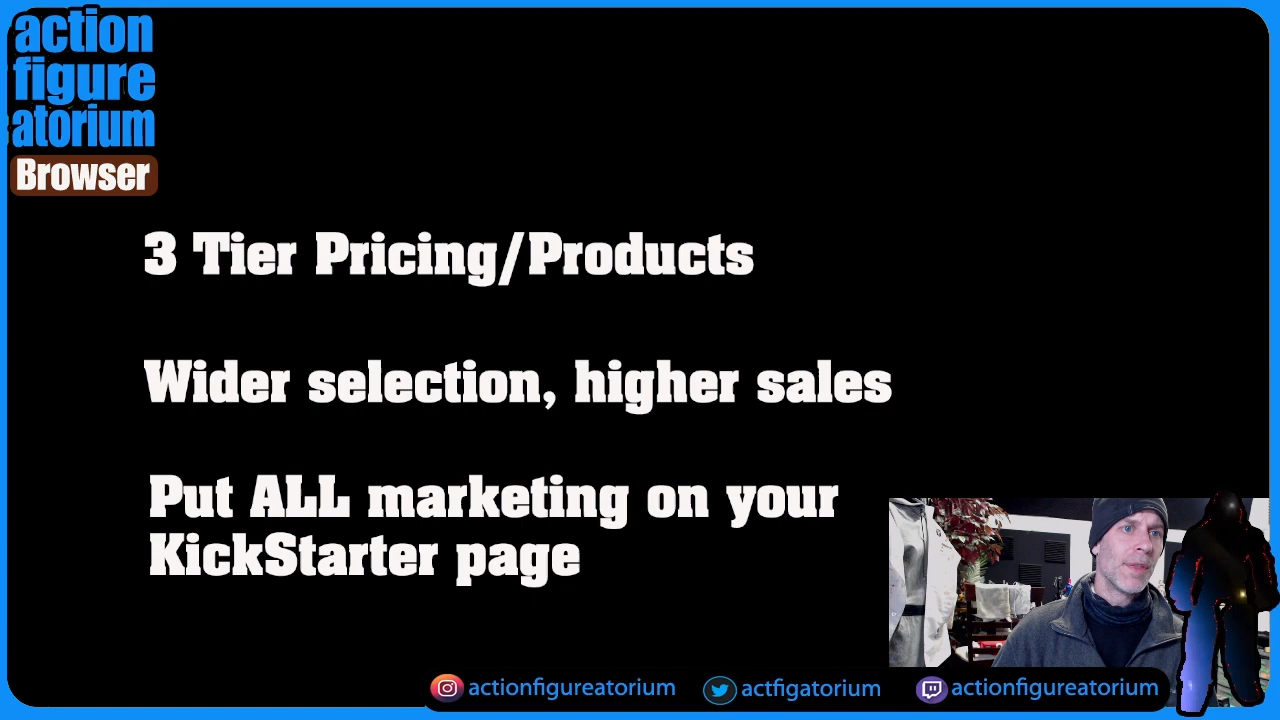 action
figure
atorium
Browser
3 Tier Pricing/Products
Wider selection, higher sales
Put ALL marketing on your
KickStarter page
actionfigureatorium
actfigatorium
actionfigureatorium